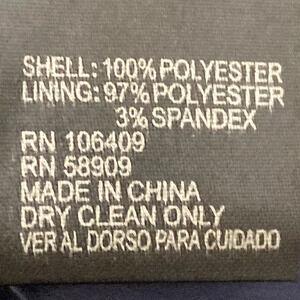 SHELL: 100% POLYESTER
LINING: 97% POLYESTER
3% SPANDEX
RN 106409
RN 58909
MADE IN CHINA
DRY CLEAN ONLY
VER AL DORSO PARA CUIDADO